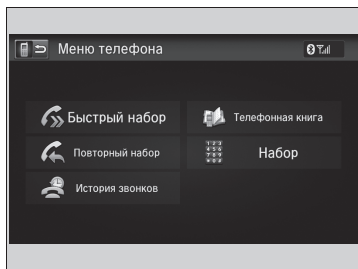 Меню телефона
Быстрый набор
Телефонная книга
Повторный набор
Набор
История звонков